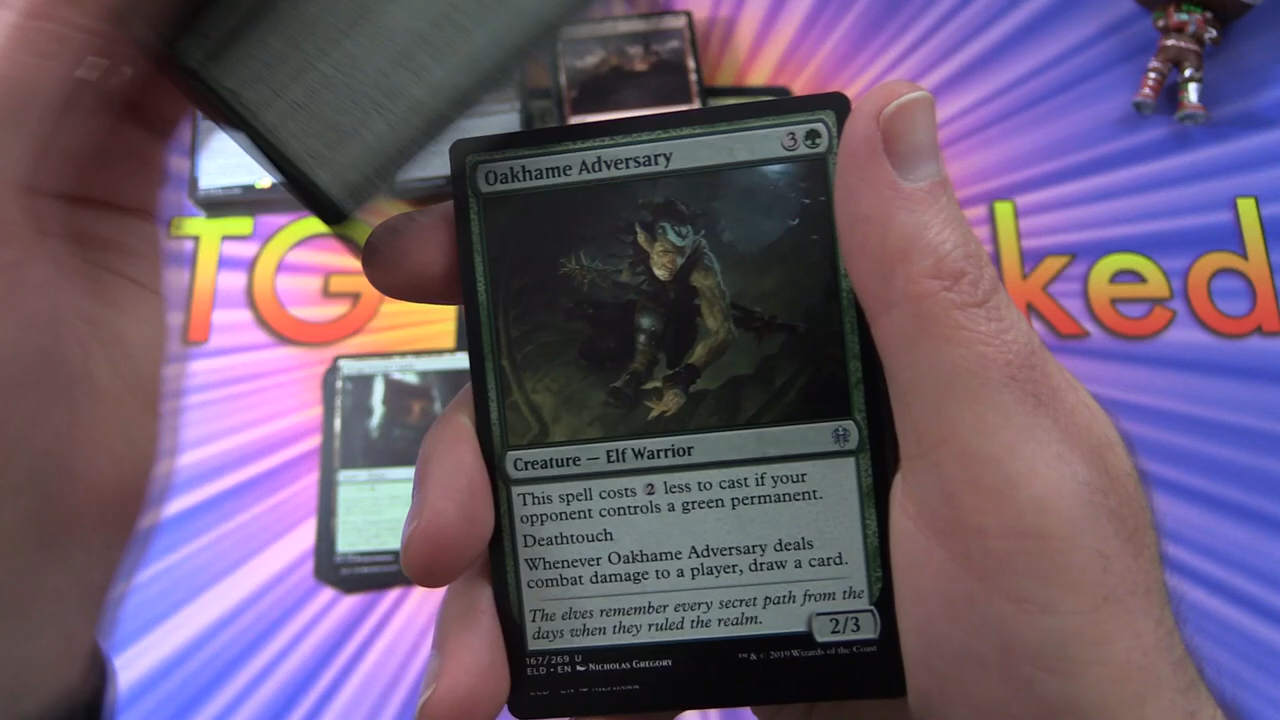 Oakhame Adversary 3
TG ked
Creature — Elf Warrior
This spell costs 2 less to cast if your
opponent controls a green permanent.
Deathtouch
Whenever Oakhame Adversary deals
combat damage to a player, draw a card.
The elves remember every secret path from the
days when they ruled the realm.
2/3
167/269 U
ELD • EN Nicholas Gregory
™ & © 2019 Wizards of the Coast